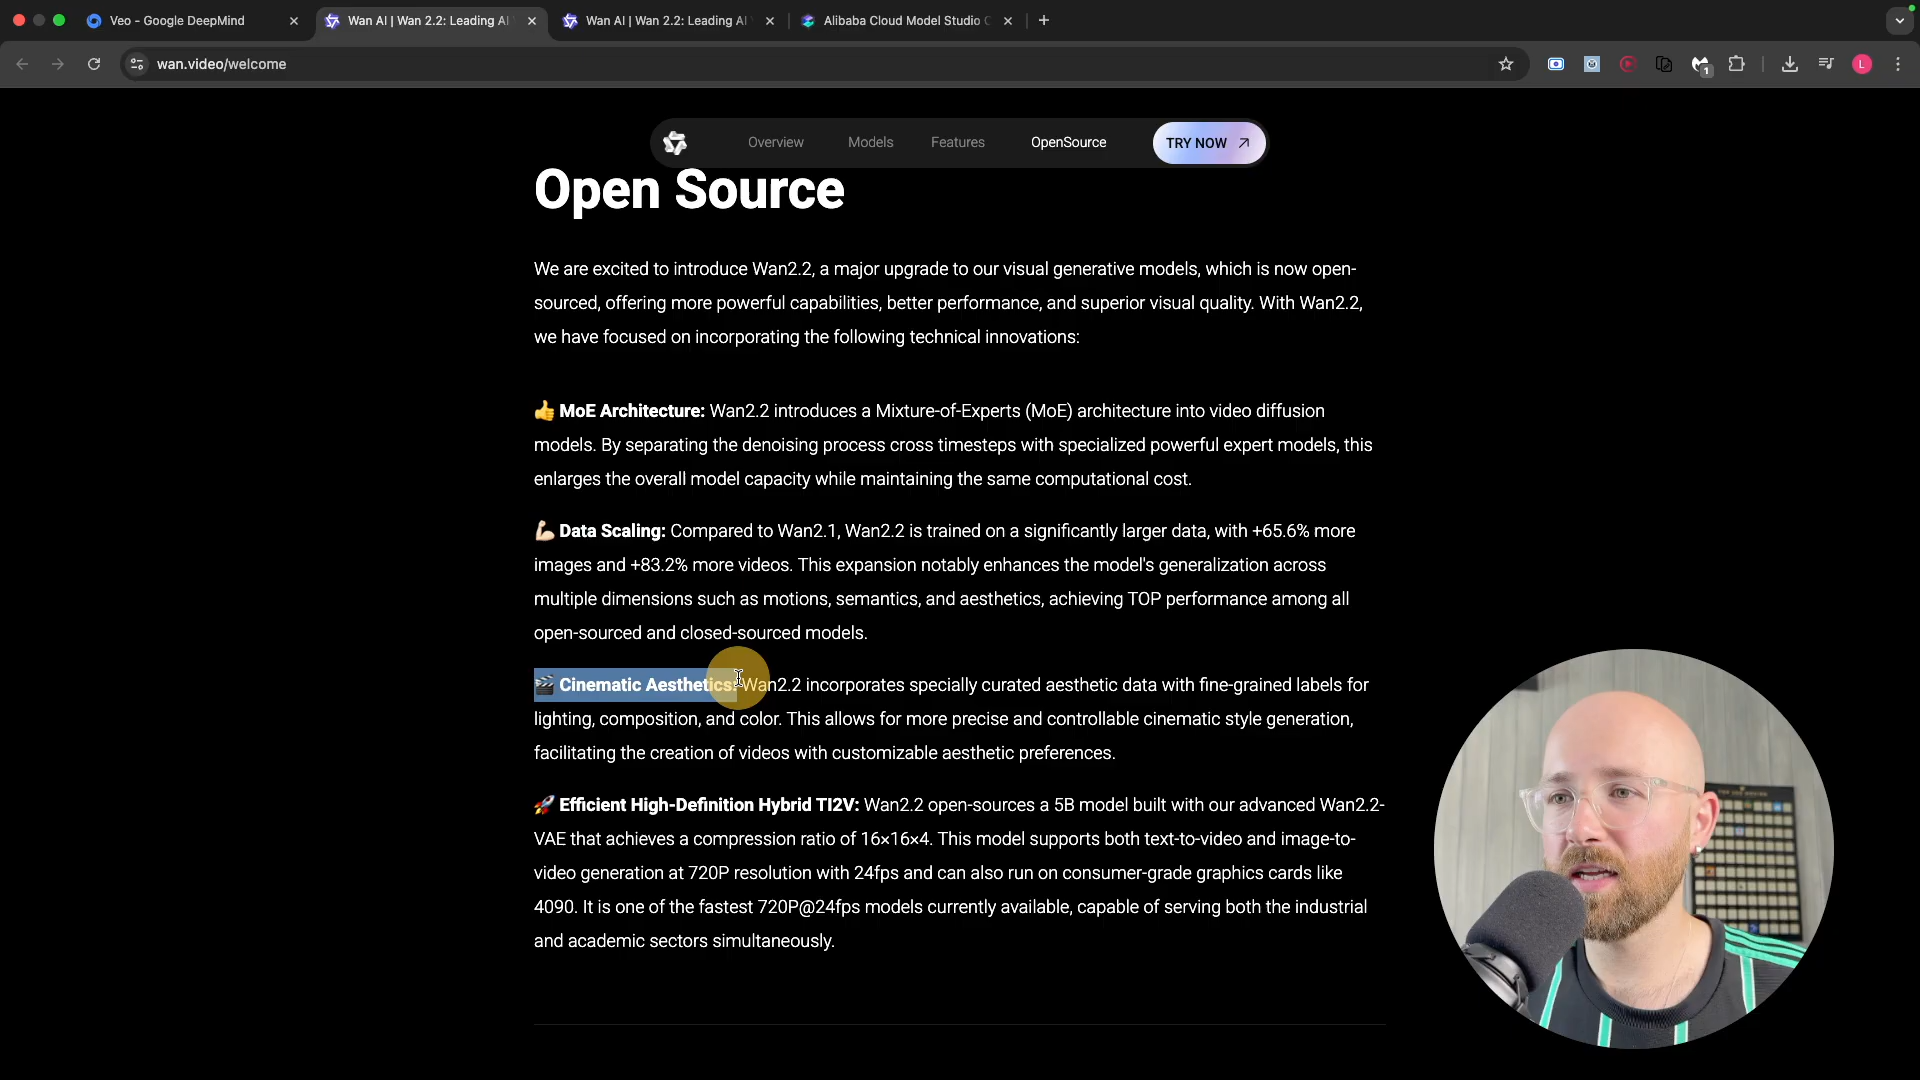 Veo - Google DeepMind
Wan AI | Wan 2.2: Leading AI
Wan AI | Wan 2.2: Leading AI
Alibaba Cloud Model Studio
wan.video/welcome
1
L
Overview
Models
Features
OpenSource
TRY NOW
Open Source
We are excited to introduce Wan2.2, a major upgrade to our visual generative models, which is now open-
sourced, offering more powerful capabilities, better performance, and superior visual quality. With Wan2.2,
we have focused on incorporating the following technical innovations:
👍 MoE Architecture: Wan2.2 introduces a Mixture-of-Experts (MoE) architecture into video diffusion
models. By separating the denoising process cross timesteps with specialized powerful expert models, this
enlarges the overall model capacity while maintaining the same computational cost.
💪🏻 Data Scaling: Compared to Wan2.1, Wan2.2 is trained on a significantly larger data, with +65.6% more
images and +83.2% more videos. This expansion notably enhances the model's generalization across
multiple dimensions such as motions, semantics, and aesthetics, achieving TOP performance among all
open-sourced and closed-sourced models.
🎬 Cinematic Aesthetics: Wan2.2 incorporates specially curated aesthetic data with fine-grained labels for
lighting, composition, and color. This allows for more precise and controllable cinematic style generation,
facilitating the creation of videos with customizable aesthetic preferences.
🚀 Efficient High-Definition Hybrid TI2V: Wan2.2 open-sources a 5B model built with our advanced Wan2.2-
VAE that achieves a compression ratio of 16×16×4. This model supports both text-to-video and image-to-
video generation at 720P resolution with 24fps and can also run on consumer-grade graphics cards like
4090. It is one of the fastest 720P@24fps models currently available, capable of serving both the industrial
and academic sectors simultaneously.